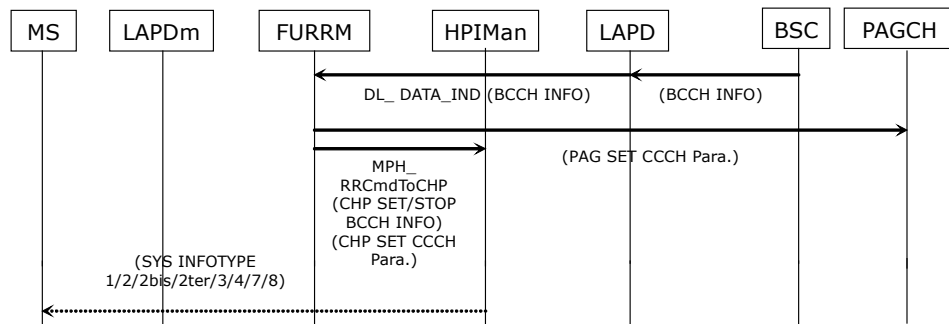 MS
LAPDm
FURRM
HPIMan
LAPD
BSC
PAGCH
DL_ DATA_IND (BCCH INFO)
(BCCH INFO)
(PAG SET CCCH Para.)
MPH_
RRCmdToCHP
(CHP SET/STOP
BCCH INFO)
(CHP SET CCCH
Para.)
(SYS INFOTYPE
1/2/2bis/2ter/3/4/7/8)